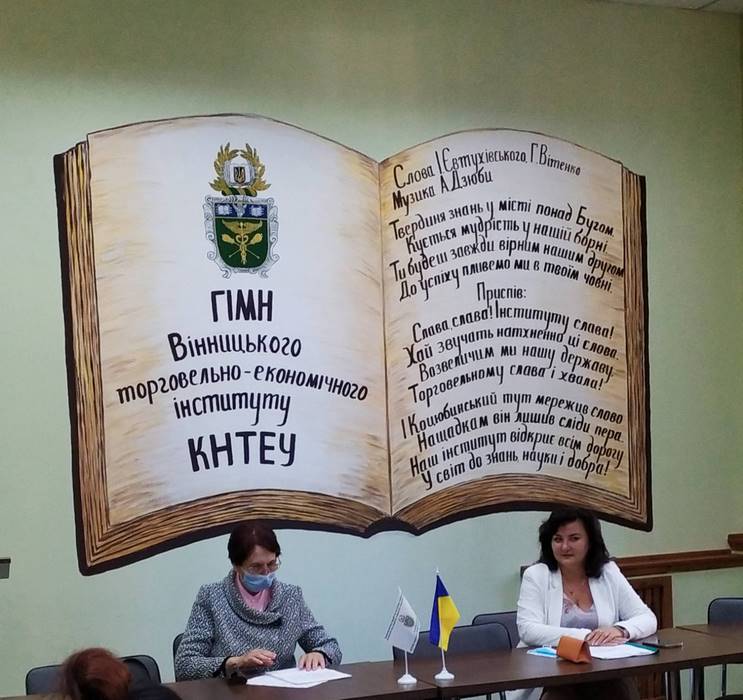 ГІМН
Вінницького
торговельно-економічного
інституту
КНТЕУ
Слова І.Євтухівського, Г.Вітенко
Музика А.Дзюби
Твердиня знань у місті понад Бугом.
Кується мудрість у нашій борні.
Ти будеш завжди вірним нашим другом
До успіху пливемо ми в твоїм човні.
Приспів:
Слава, слава! Інституту слава!
Хай звучать натхненно ці слова.
Возвеличим ми нашу державу.
Торговельному слава і хвала!
І Коцюбинський тут мережив слово
Нащадкам він лишив сліди пера.
Наш інститут відкриє всім дорогу
У світ до знань, науки і добра!